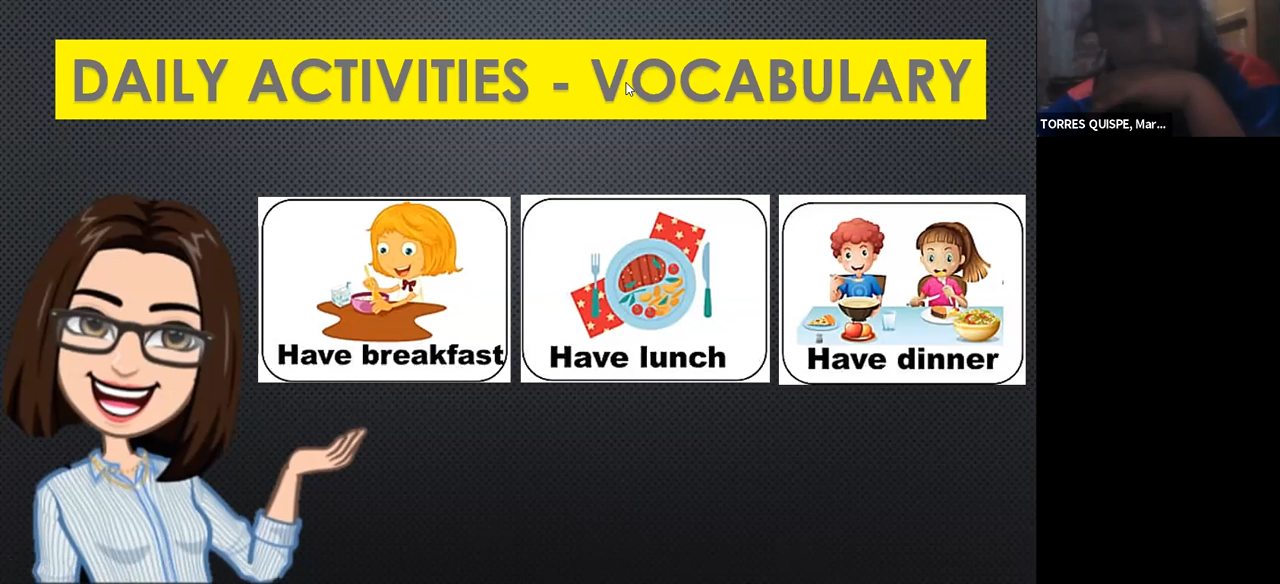 DAILY ACTIVITIES - VOCABULARY
TORRES QUISPE, Mar...
Have breakfast
Have lunch
Have dinner